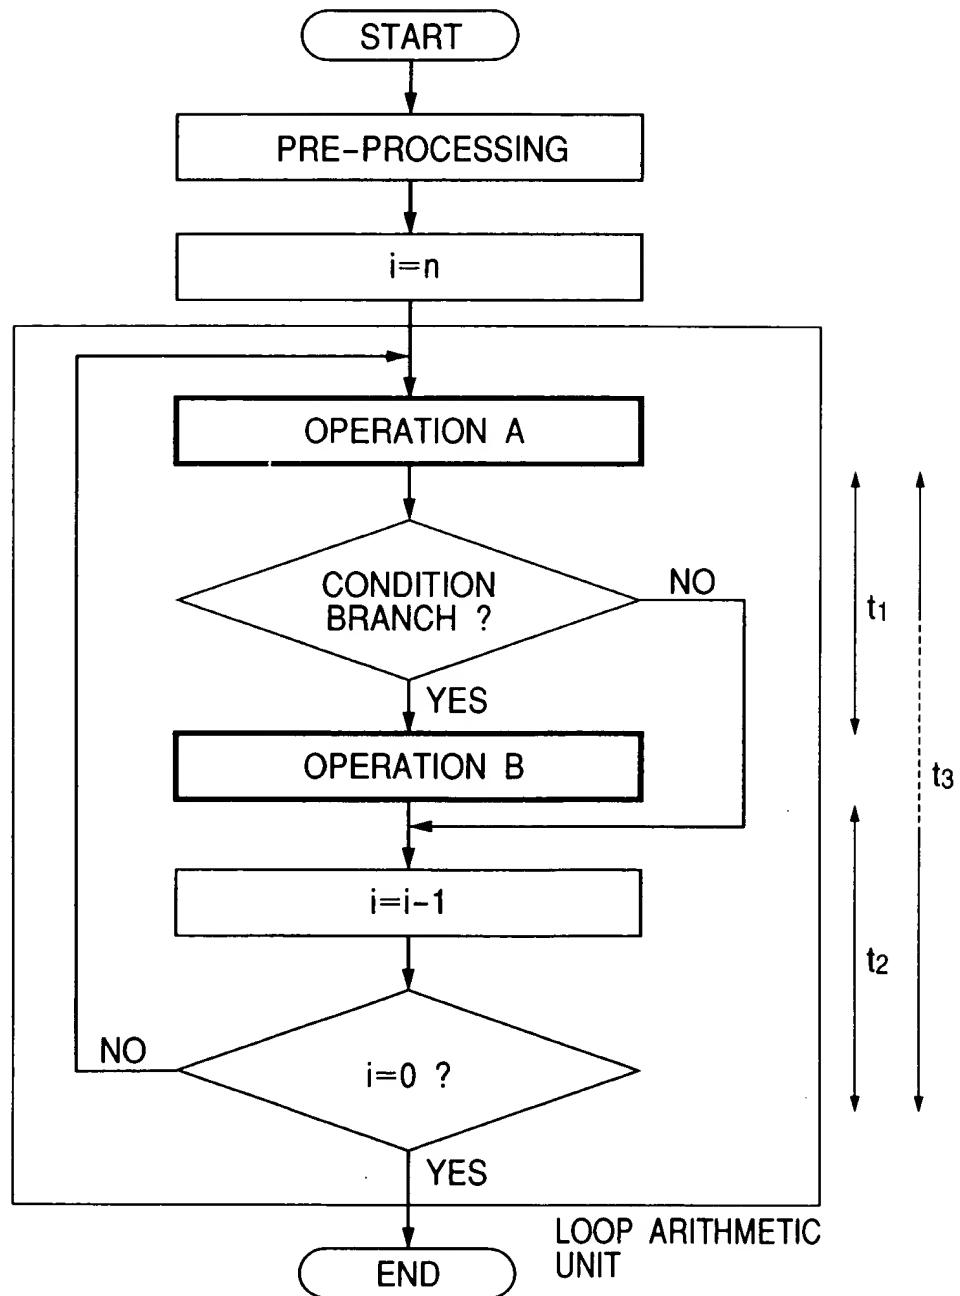 START
PRE-PROCESSING
i=n
OPERATION A
CONDITION
BRANCH ?
NO
t1
YES
OPERATION B
t3
i=i-1
t2
NO
i=0 ?
YES
LOOP ARITHMETIC
UNIT
END